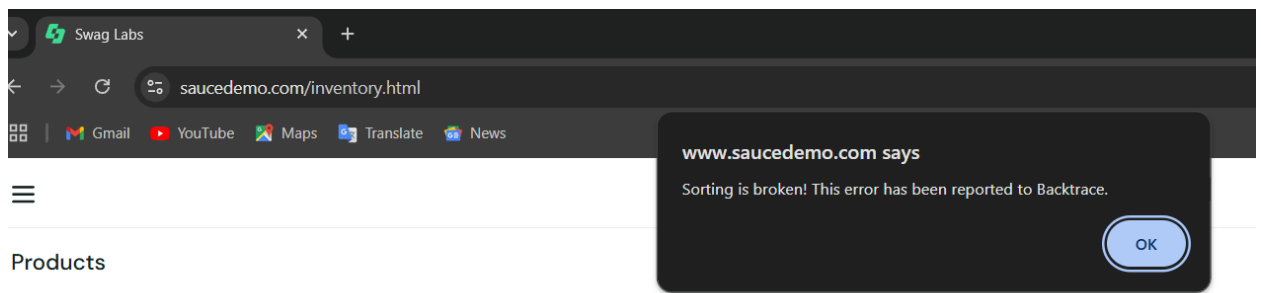 Swag Labs
saucedemo.com/inventory.html
Gmail YouTube Maps Translate News
www.saucedemo.com says
Sorting is broken! This error has been reported to Backtrace.
OK
Products